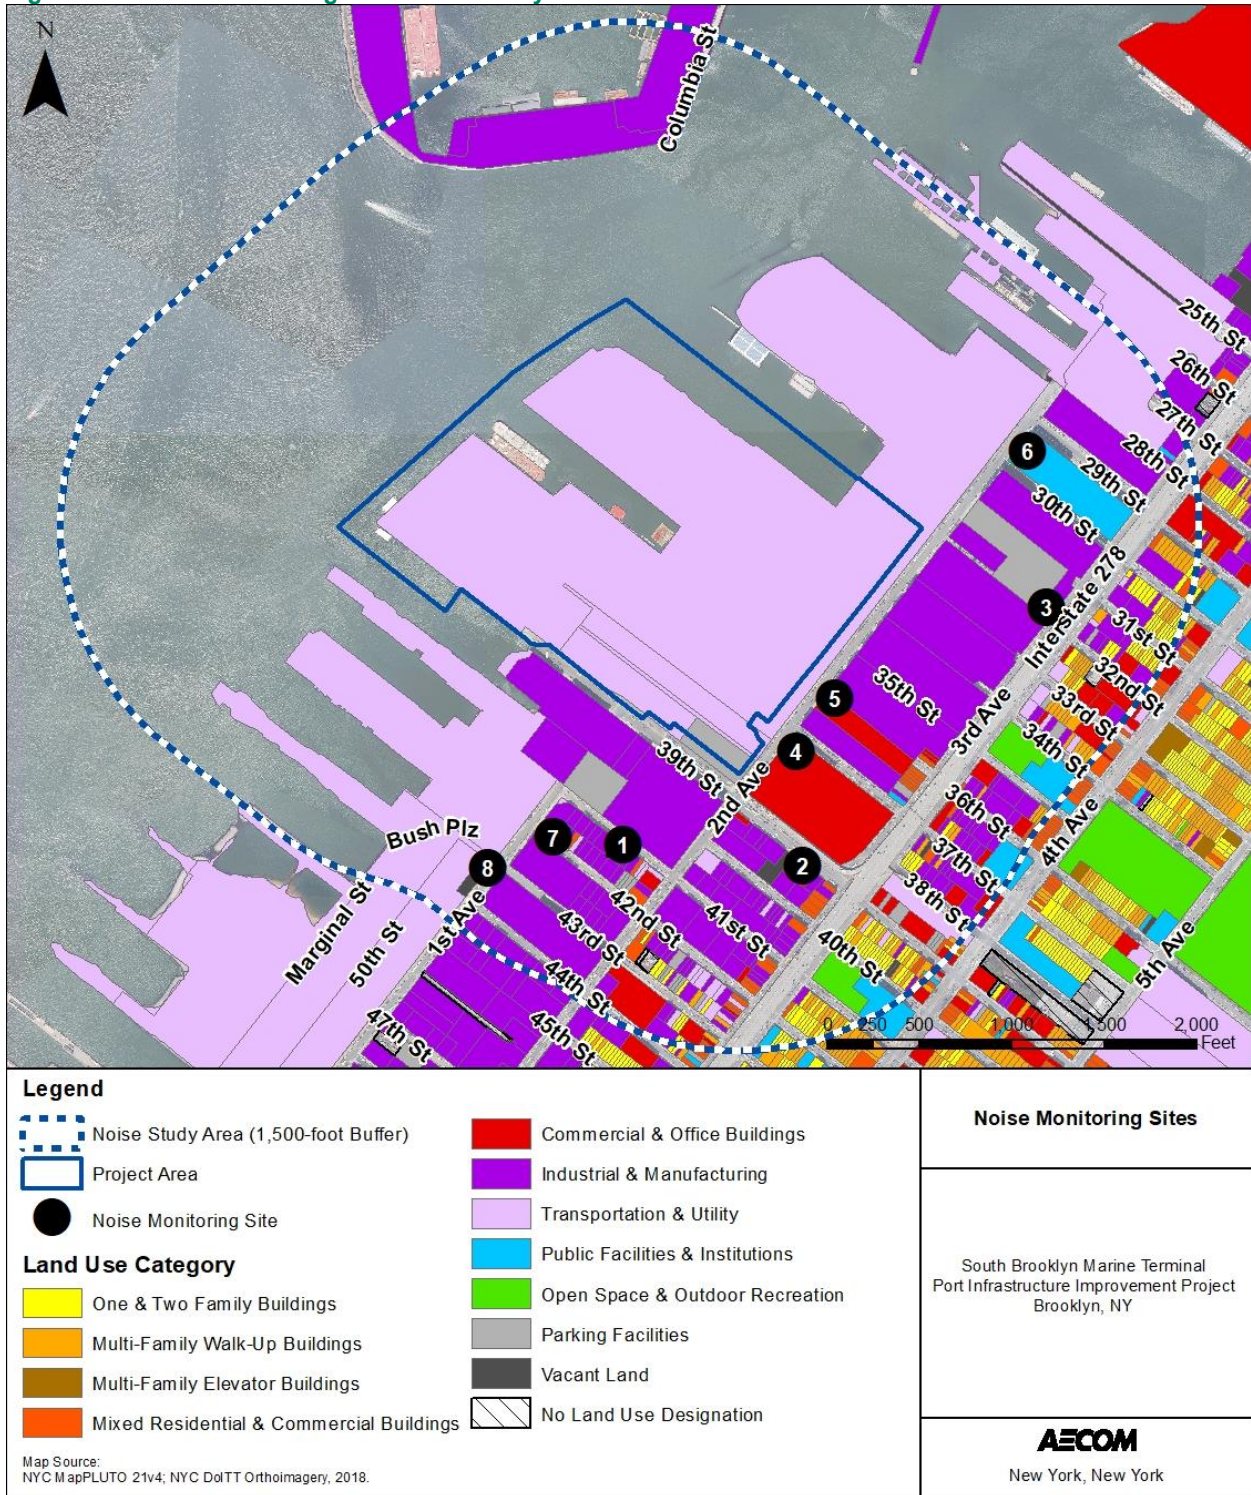 N
Columbia St
25th St
26th St
27th St
28th St
29th St
30th St
6
3
Interstate 278
31st St
32nd St
33rd St
34th St
35th St
3rd Ave
5
4
39th St
2nd Ave
36th St
37th St
38th St
4th Ave
Bush Plz
7
1
2
8
1st Ave
Marginal St
50th St
42nd St
41st St
40th St
43rd St
44th St
45th St
47th St
5th Ave
0 250 500 1,000 1,500 2,000
Feet
Legend
Noise Study Area (1,500-foot Buffer)
Project Area
Noise Monitoring Site
Land Use Category
One & Two Family Buildings
Multi-Family Walk-Up Buildings
Multi-Family Elevator Buildings
Mixed Residential & Commercial Buildings
Commercial & Office Buildings
Industrial & Manufacturing
Transportation & Utility
Public Facilities & Institutions
Open Space & Outdoor Recreation
Parking Facilities
Vacant Land
No Land Use Designation
Map Source:
NYC MapPLUTO 21v4; NYC DoITT Orthoimagery, 2018.
Noise Monitoring Sites
South Brooklyn Marine Terminal
Port Infrastructure Improvement Project
Brooklyn, NY
AECOM
New York, New York